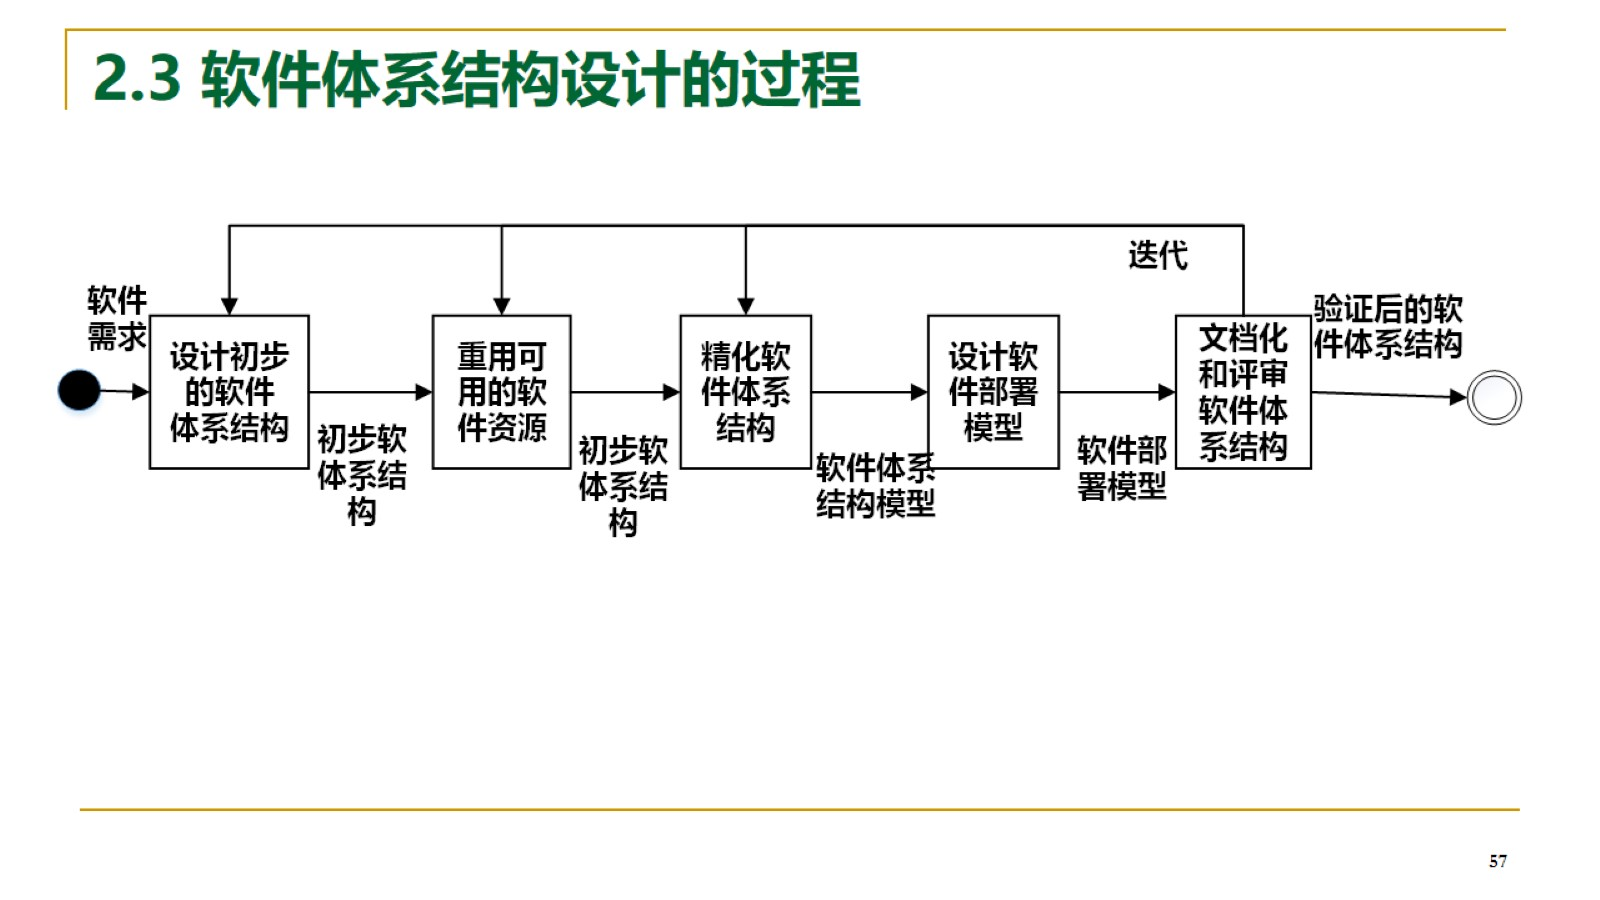 2.3 软件体系结构设计的过程
迭代
软件
需求
设计初步
的软件
体系结构
初步软
体系结
构
重用可
用的软
件资源
初步软
体系结
构
精化软
件体系
结构
软件体系
结构模型
设计软
件部署
模型
软件部
署模型
文档化
和评审
软件体
系结构
验证后的软
件体系结构
57